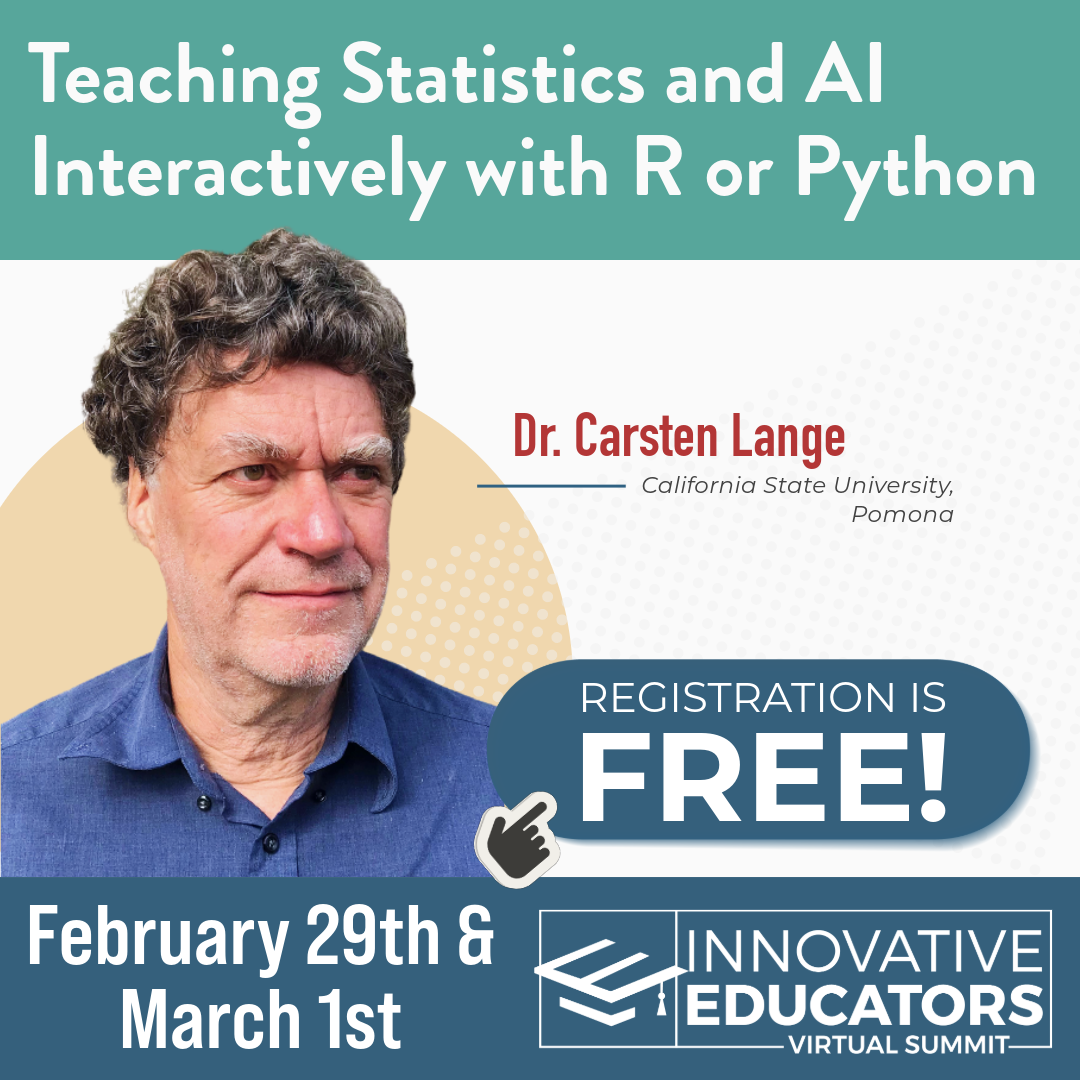 Teaching Statistics and AI
Interactively with R or Python
Dr. Carsten Lange
California State University,
Pomona
REGISTRATION IS
FREE!
February 29th &
March 1st
INNOVATIVE
EDUCATORS
VIRTUAL SUMMIT